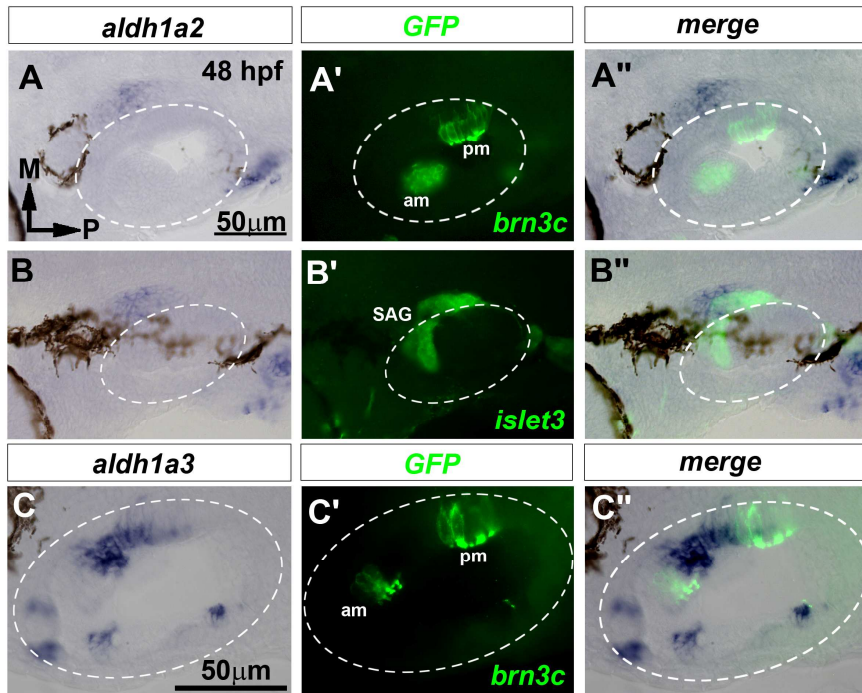 aldh1a2 GFP merge
A 48 hpf A' A"
M
P 50μm
pm
am
brn3c
B B' B"
SAG
islet3
aldh1a3 GFP merge
C C' C"
pm
am
50μm
brn3c